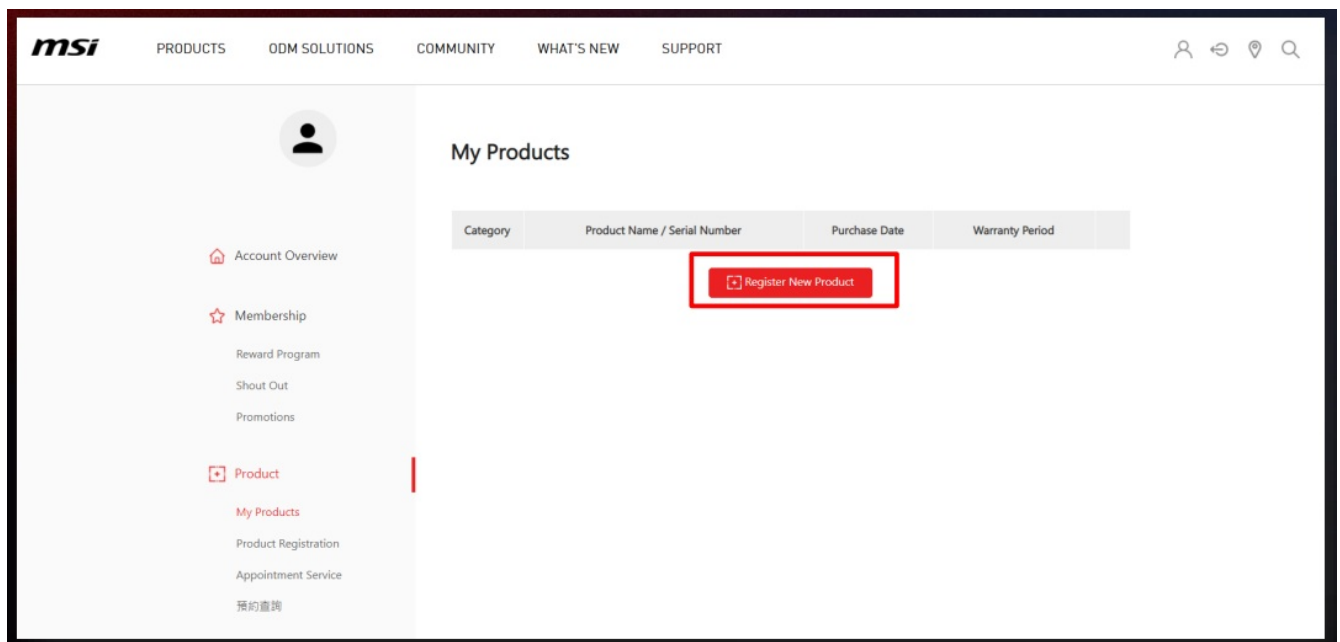 msi PRODUCTS ODM SOLUTIONS COMMUNITY WHAT'S NEW SUPPORT
My Products
Category Product Name / Serial Number Purchase Date Warranty Period
Register New Product
Account Overview
Membership
Reward Program
Shout Out
Promotions
Product
My Products
Product Registration
Appointment Service
預約查詢